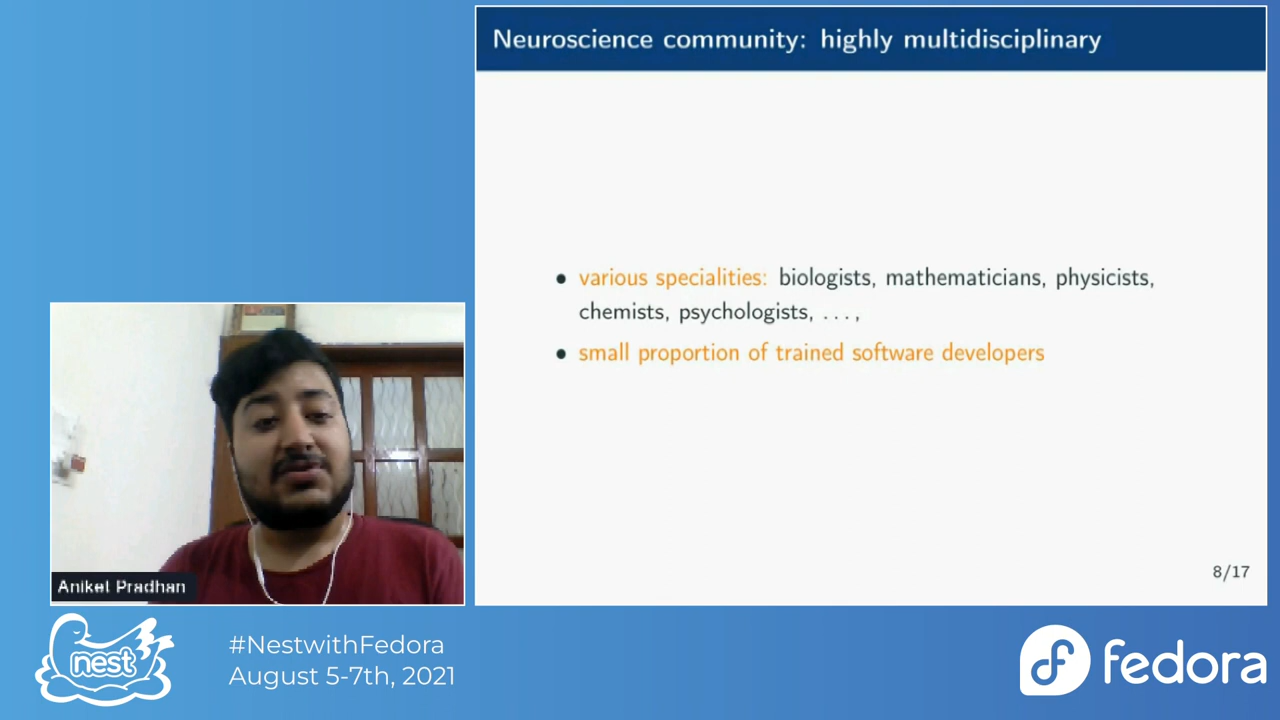 Neuroscience community: highly multidisciplinary
• various specialities: biologists, mathematicians, physicists,
chemists, psychologists, . . . ,
• small proportion of trained software developers
8/17
Aniket Pradhan
nest
#NestwithFedora
August 5-7th, 2021
fedora